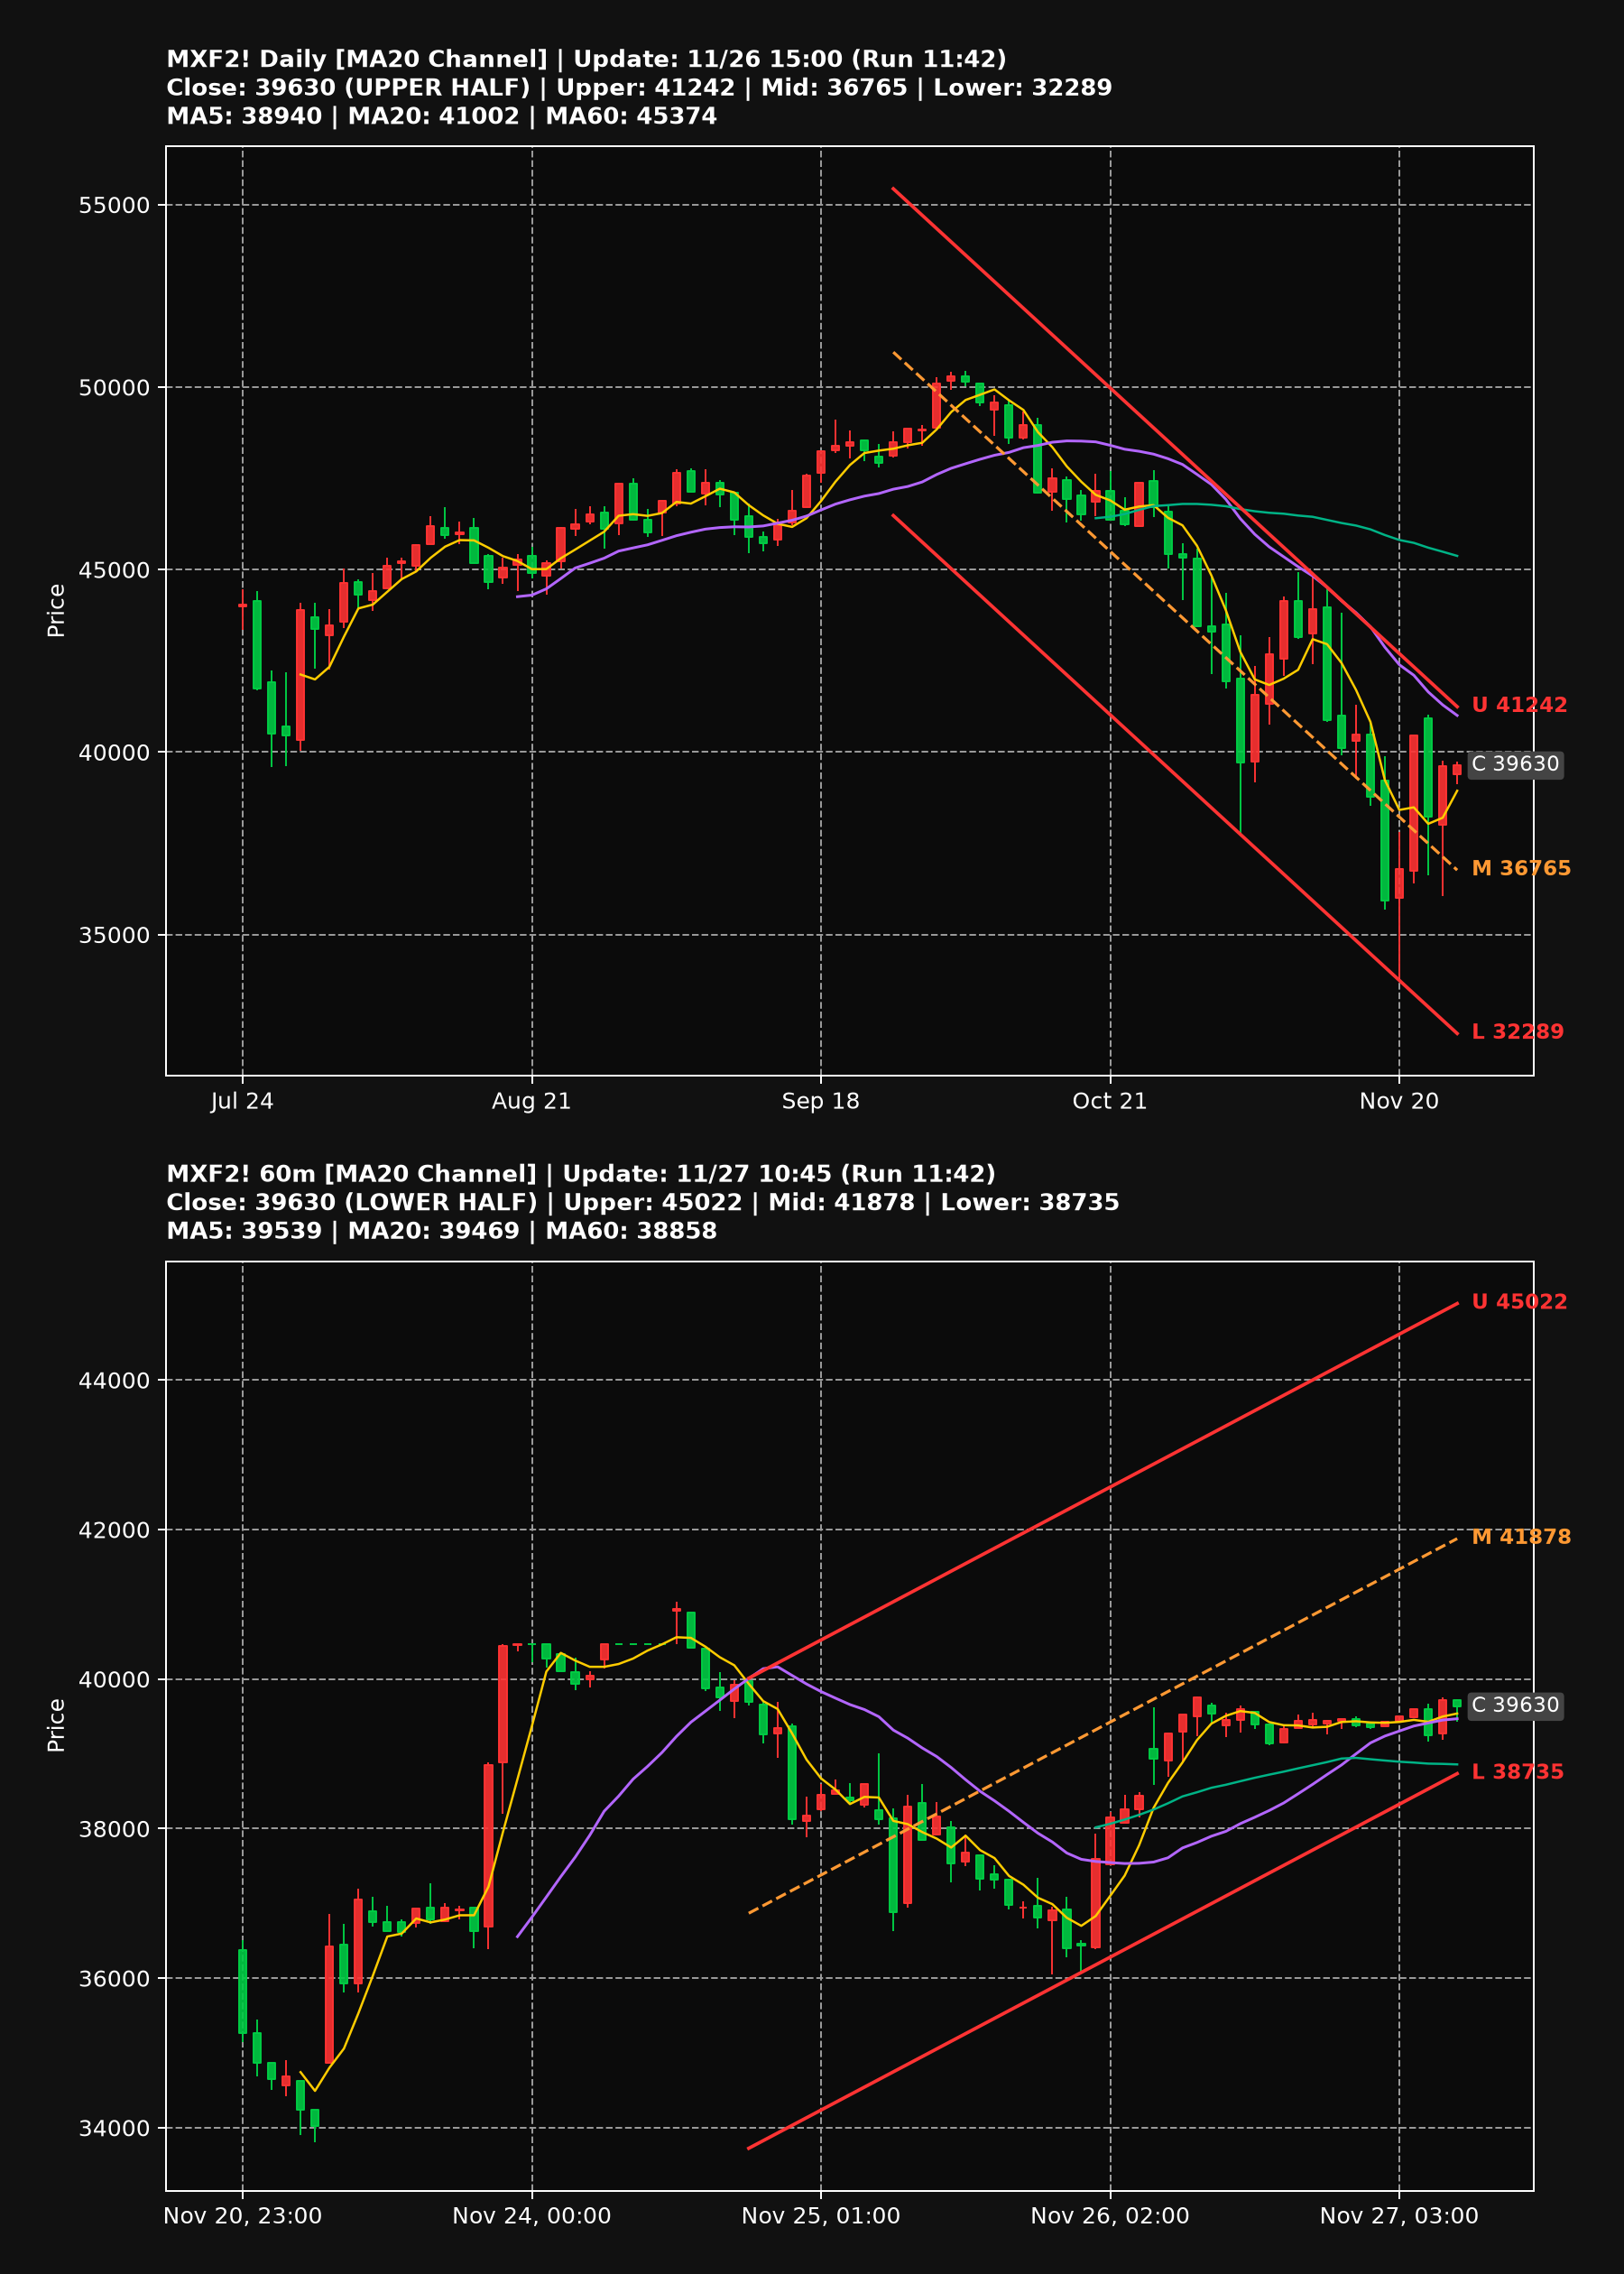 MXF2! Daily [MA20 Channel] | Update: 11/26 15:00 (Run 11:42)
Close: 39630 (UPPER HALF) | Upper: 41242 | Mid: 36765 | Lower: 32289
MA5: 38940 | MA20: 41002 | MA60: 45374
Price
55000
50000
45000
40000
35000
U 41242
C 39630
M 36765
L 32289
Jul 24
Aug 21
Sep 18
Oct 21
Nov 20
MXF2! 60m [MA20 Channel] | Update: 11/27 10:45 (Run 11:42)
Close: 39630 (LOWER HALF) | Upper: 45022 | Mid: 41878 | Lower: 38735
MA5: 39539 | MA20: 39469 | MA60: 38858
Price
44000
42000
40000
38000
36000
34000
U 45022
M 41878
C 39630
L 38735
Nov 20, 23:00
Nov 24, 00:00
Nov 25, 01:00
Nov 26, 02:00
Nov 27, 03:00